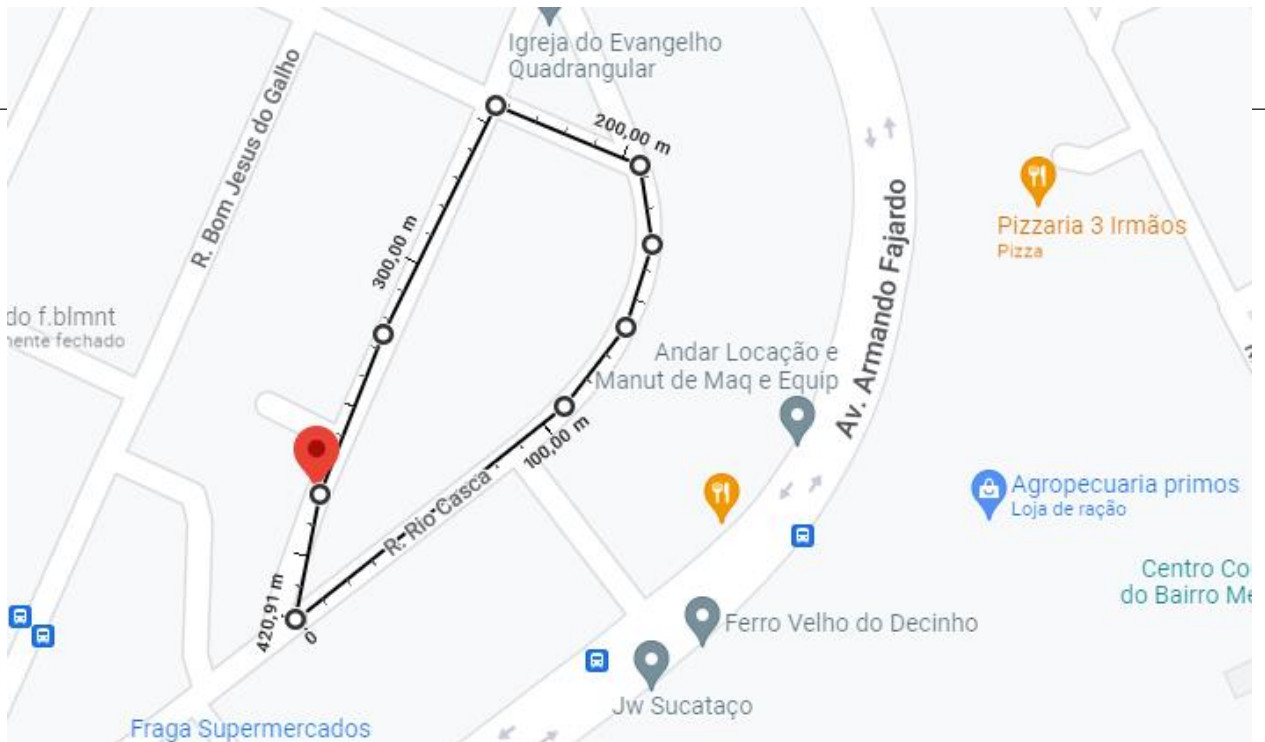 Igreja do Evangelho
Quadrangular
R. Bom Jesus do Galho
200,00 m
300,00 m
Av. Armando Fajardo
Pizzaria 3 Irmãos
Pizza
do f.blmnt
nente fechado
Andar Locação e
Manut de Maq e Equip
100,00 m
R. Rio Casca
Agropecuaria primos
Loja de ração
420,91 m
0
Centro Co
do Bairro Me
Ferro Velho do Decinho
Jw Sucataço
Fraga Supermercados